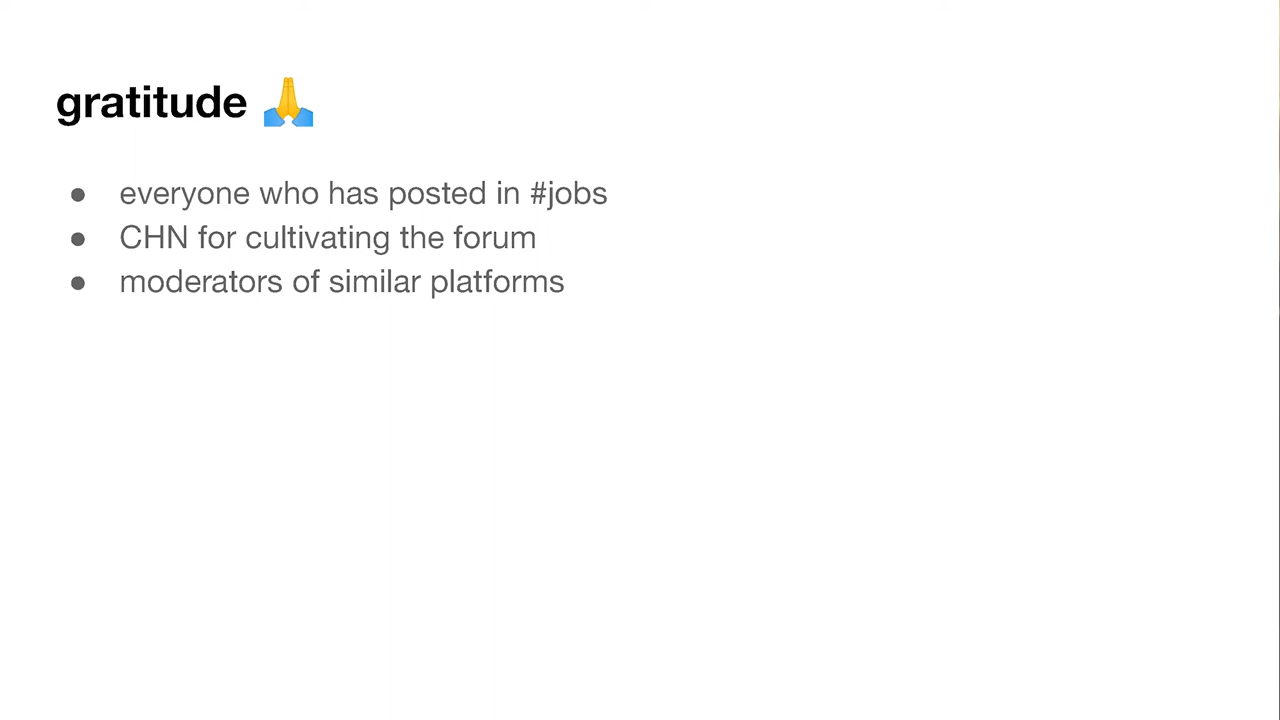 gratitude 🙏
● everyone who has posted in #jobs
● CHN for cultivating the forum
● moderators of similar platforms